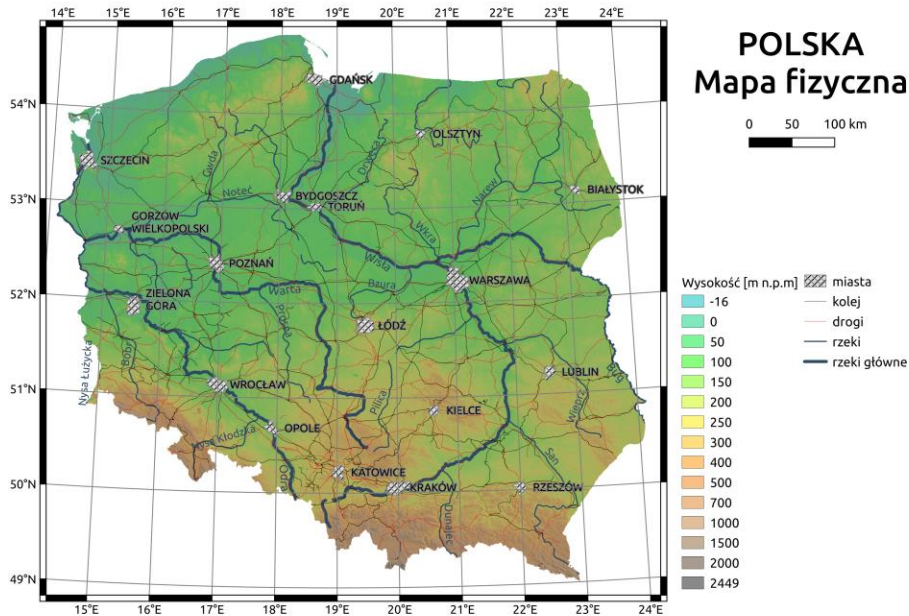 POLSKA
Mapa fizyczna
0 50 100 km
14°E 15°E 16°E 17°E 18°E 19°E 20°E 21°E 22°E 23°E 24°E
54°N
53°N
52°N
51°N
50°N
49°N
GDAŃSK
OLSZTYN
SZCZECIN
Gwda
Drwęca
BIAŁYSTOK
Noteć
Narew
BYDGOSZCZ
TORUŃ
GORZOW
WIELKOPOLSKI
Wkra
POZNAŃ
Wisła
WARSZAWA
Bzura
Warta
ZIELONA
GÓRA
Prosna
ŁÓDŹ
Nysa Łużycka
Bóbr
LUBLIN
Bug
WROCŁAW
Pilica
KIELCE
Wieprz
OPOLE
Nysa Kłodzka
San
KATOWICE
Odra
KRAKÓW
RZESZÓW
Dunajec
15°E 16°E 17°E 18°E 19°E 20°E 21°E 22°E 23°E 24°E
Wysokość [m n.p.m]
-16
0
50
100
150
200
250
300
400
500
700
1000
1500
2000
2449
miasta
kolej
drogi
rzeki
rzeki główne